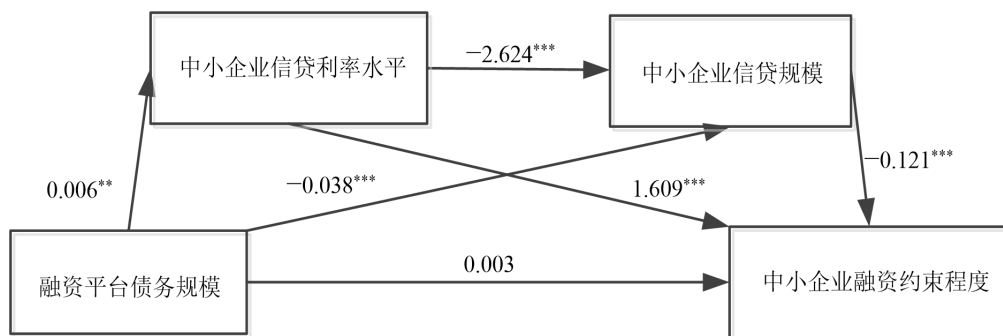 中小企业信贷利率水平
−2.624***
中小企业信贷规模
0.006**
−0.038***
1.609***
−0.121***
融资平台债务规模
0.003
中小企业融资约束程度